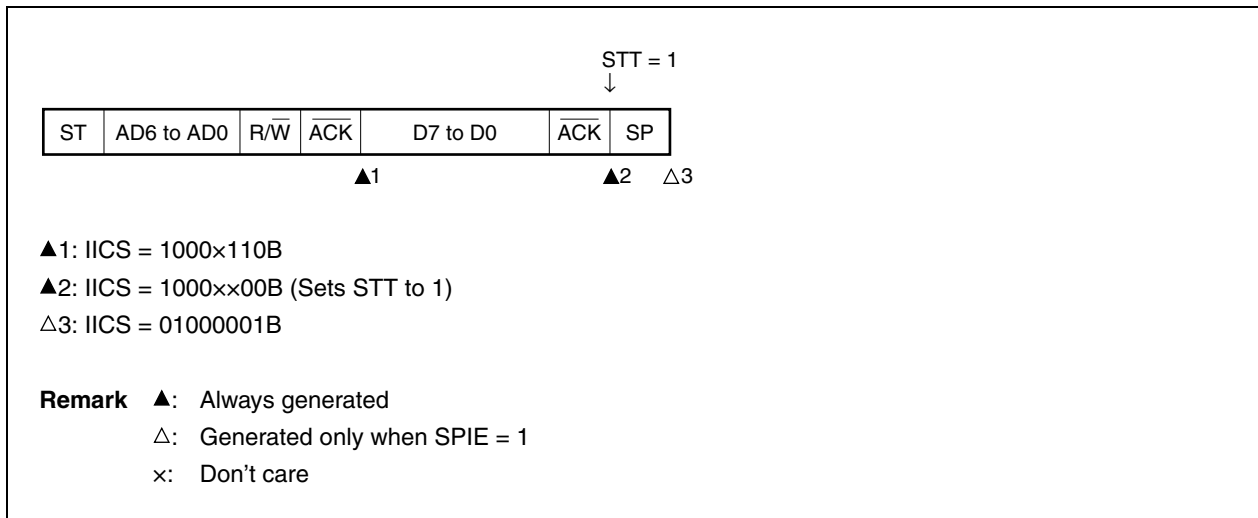 STT = 1
↓
ST AD6 to AD0 R/W̅ A̅C̅K̅ D7 to D0 A̅C̅K̅ SP
▲1 ▲2 △3
▲1: IICS = 1000×110B
▲2: IICS = 1000××00B (Sets STT to 1)
△3: IICS = 01000001B
Remark ▲: Always generated
△: Generated only when SPIE = 1
×: Don't care